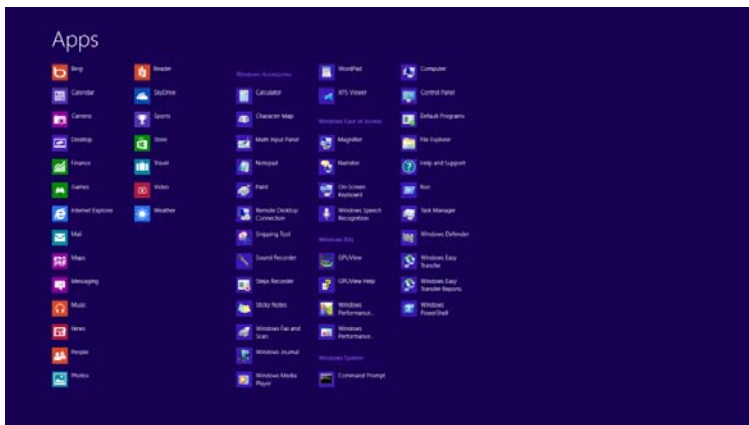 Apps
Bing
Calendar
Camera
Desktop
Finance
Games
Internet Explorer
Mail
Maps
Messaging
Music
News
People
Photos
Reader
SkyDrive
Sports
Store
Travel
Video
Weather
Windows Accessories
Calculator
Character Map
Math Input Panel
Notepad
Paint
Remote Desktop
Connection
Snipping Tool
Sound Recorder
Steps Recorder
Sticky Notes
Windows Fax and
Scan
Windows Journal
Windows Media
Player
WordPad
XPS Viewer
Windows Ease of Access
Magnifier
Narrator
On-Screen
Keyboard
Windows Speech
Recognition
Windows Kits
GPUView
GPUView Help
Windows
Performance...
Windows
Performance...
Windows System
Command Prompt
Computer
Control Panel
Default Programs
File Explorer
Help and Support
Run
Task Manager
Windows Defender
Windows Easy
Transfer
Windows Easy
Transfer Reports
Windows
PowerShell